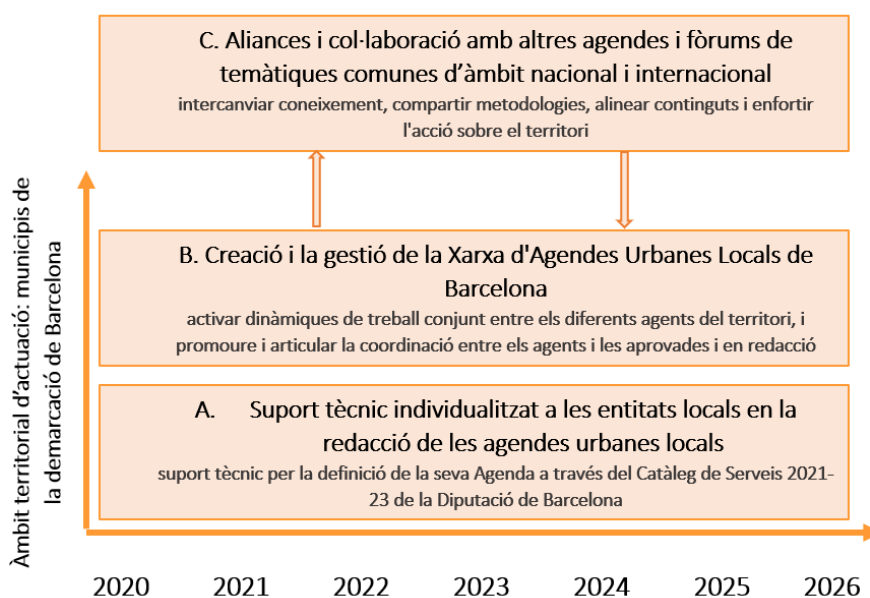 C. Aliances i col·laboració amb altres agendes i fòrums de
temàtiques comunes d'àmbit nacional i internacional
intercanviar coneixement, compartir metodologies, alinear continguts i enfortir
l'acció sobre el territori
Àmbit territorial d'actuació: municipis de
la demarcació de Barcelona
B. Creació i la gestió de la Xarxa d'Agendes Urbanes Locals de
Barcelona
activar dinàmiques de treball conjunt entre els diferents agents del territori, i
promoure i articular la coordinació entre els agents i les aprovades i en redacció
A. Suport tècnic individualitzat a les entitats locals en la
redacció de les agendes urbanes locals
suport tècnic per la definició de la seva Agenda a través del Catàleg de Serveis 2021-
23 de la Diputació de Barcelona
2020 2021 2022 2023 2024 2025 2026